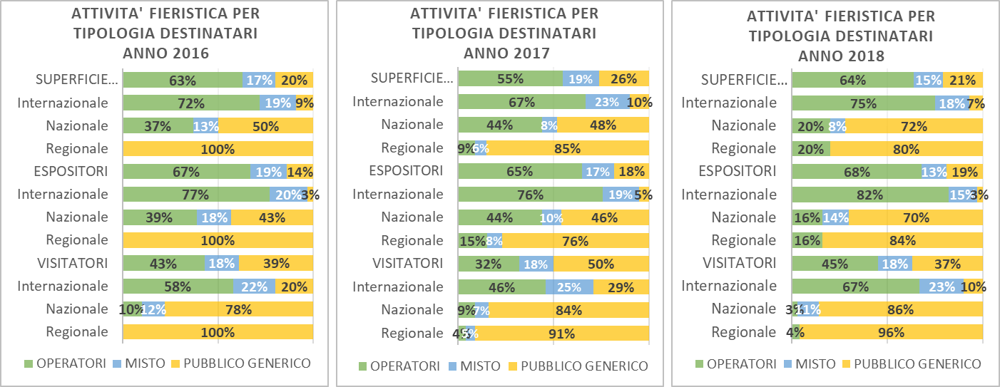 ATTIVITA' FIERISTICA PER
TIPOLOGIA DESTINATARI
ANNO 2016
SUPERFICIE... 63% 17% 20%
Internazionale 72% 19% 9%
Nazionale 37% 13% 50%
Regionale 100%
ESPOSITORI 67% 19% 14%
Internazionale 77% 20% 3%
Nazionale 39% 18% 43%
Regionale 100%
VISITATORI 43% 18% 39%
Internazionale 58% 22% 20%
Nazionale 10% 12% 78%
Regionale 100%
OPERATORI MISTO PUBBLICO GENERICO
ATTIVITA' FIERISTICA PER
TIPOLOGIA DESTINATARI
ANNO 2017
SUPERFICIE... 55% 19% 26%
Internazionale 67% 23% 10%
Nazionale 44% 8% 48%
Regionale 9% 6% 85%
ESPOSITORI 65% 17% 18%
Internazionale 76% 19% 5%
Nazionale 44% 10% 46%
Regionale 15% 8% 76%
VISITATORI 32% 18% 50%
Internazionale 46% 25% 29%
Nazionale 9% 7% 84%
Regionale 4% 91%
OPERATORI MISTO PUBBLICO GENERICO
ATTIVITA' FIERISTICA PER
TIPOLOGIA DESTINATARI
ANNO 2018
SUPERFICIE... 64% 15% 21%
Internazionale 75% 18% 7%
Nazionale 20% 8% 72%
Regionale 20% 80%
ESPOSITORI 68% 13% 19%
Internazionale 82% 15% 3%
Nazionale 16% 14% 70%
Regionale 16% 84%
VISITATORI 45% 18% 37%
Internazionale 67% 23% 10%
Nazionale 3% 11% 86%
Regionale 4% 96%
OPERATORI MISTO PUBBLICO GENERICO